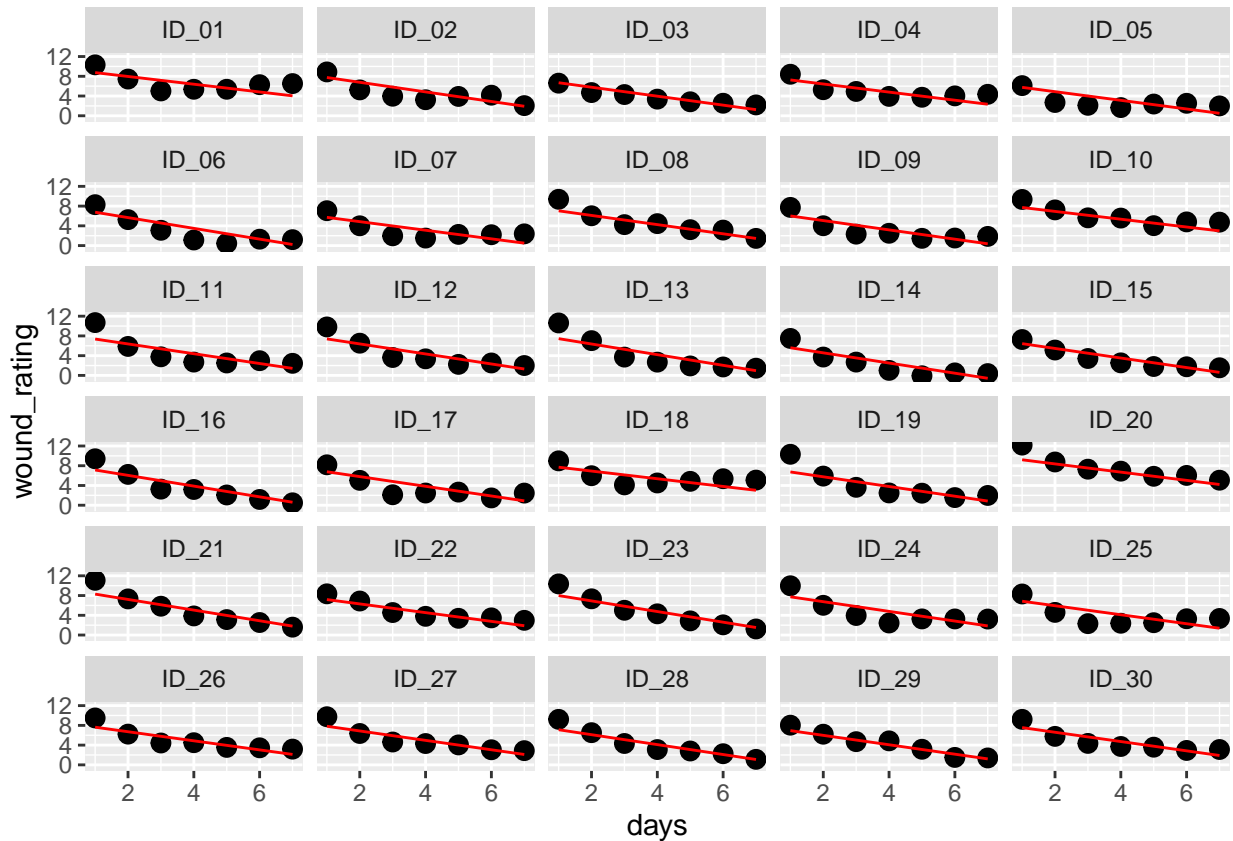 ID_01 ID_02 ID_03 ID_04 ID_05
12
8
4
0
ID_06 ID_07 ID_08 ID_09 ID_10
12
8
4
0
ID_11 ID_12 ID_13 ID_14 ID_15
12
8
4
0
wound_rating
ID_16 ID_17 ID_18 ID_19 ID_20
12
8
4
0
ID_21 ID_22 ID_23 ID_24 ID_25
12
8
4
0
ID_26 ID_27 ID_28 ID_29 ID_30
12
8
4
0
2 4 6 2 4 6 2 4 6 2 4 6 2 4 6
days